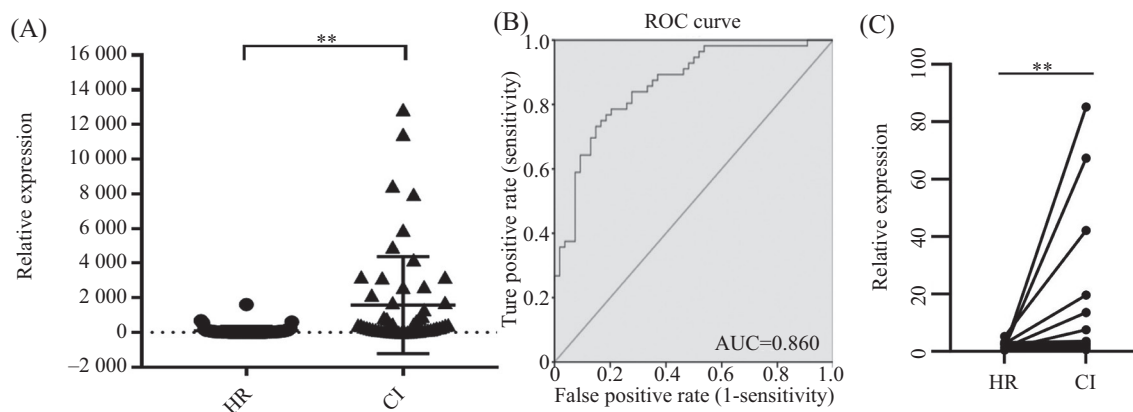 (A)
**
16 000
14 000
12 000
10 000
8 000
6 000
4 000
2 000
0
−2 000
Relative expression
HR
CI
(B)
ROC curve
1.0
0.8
0.6
0.4
0.2
0
Ture positive rate (sensitivity)
AUC=0.860
0.2 0.4 0.6 0.8 1.0
False positive rate (1-sensitivity)
(C)
**
100
80
60
40
20
0
Relative expression
HR CI